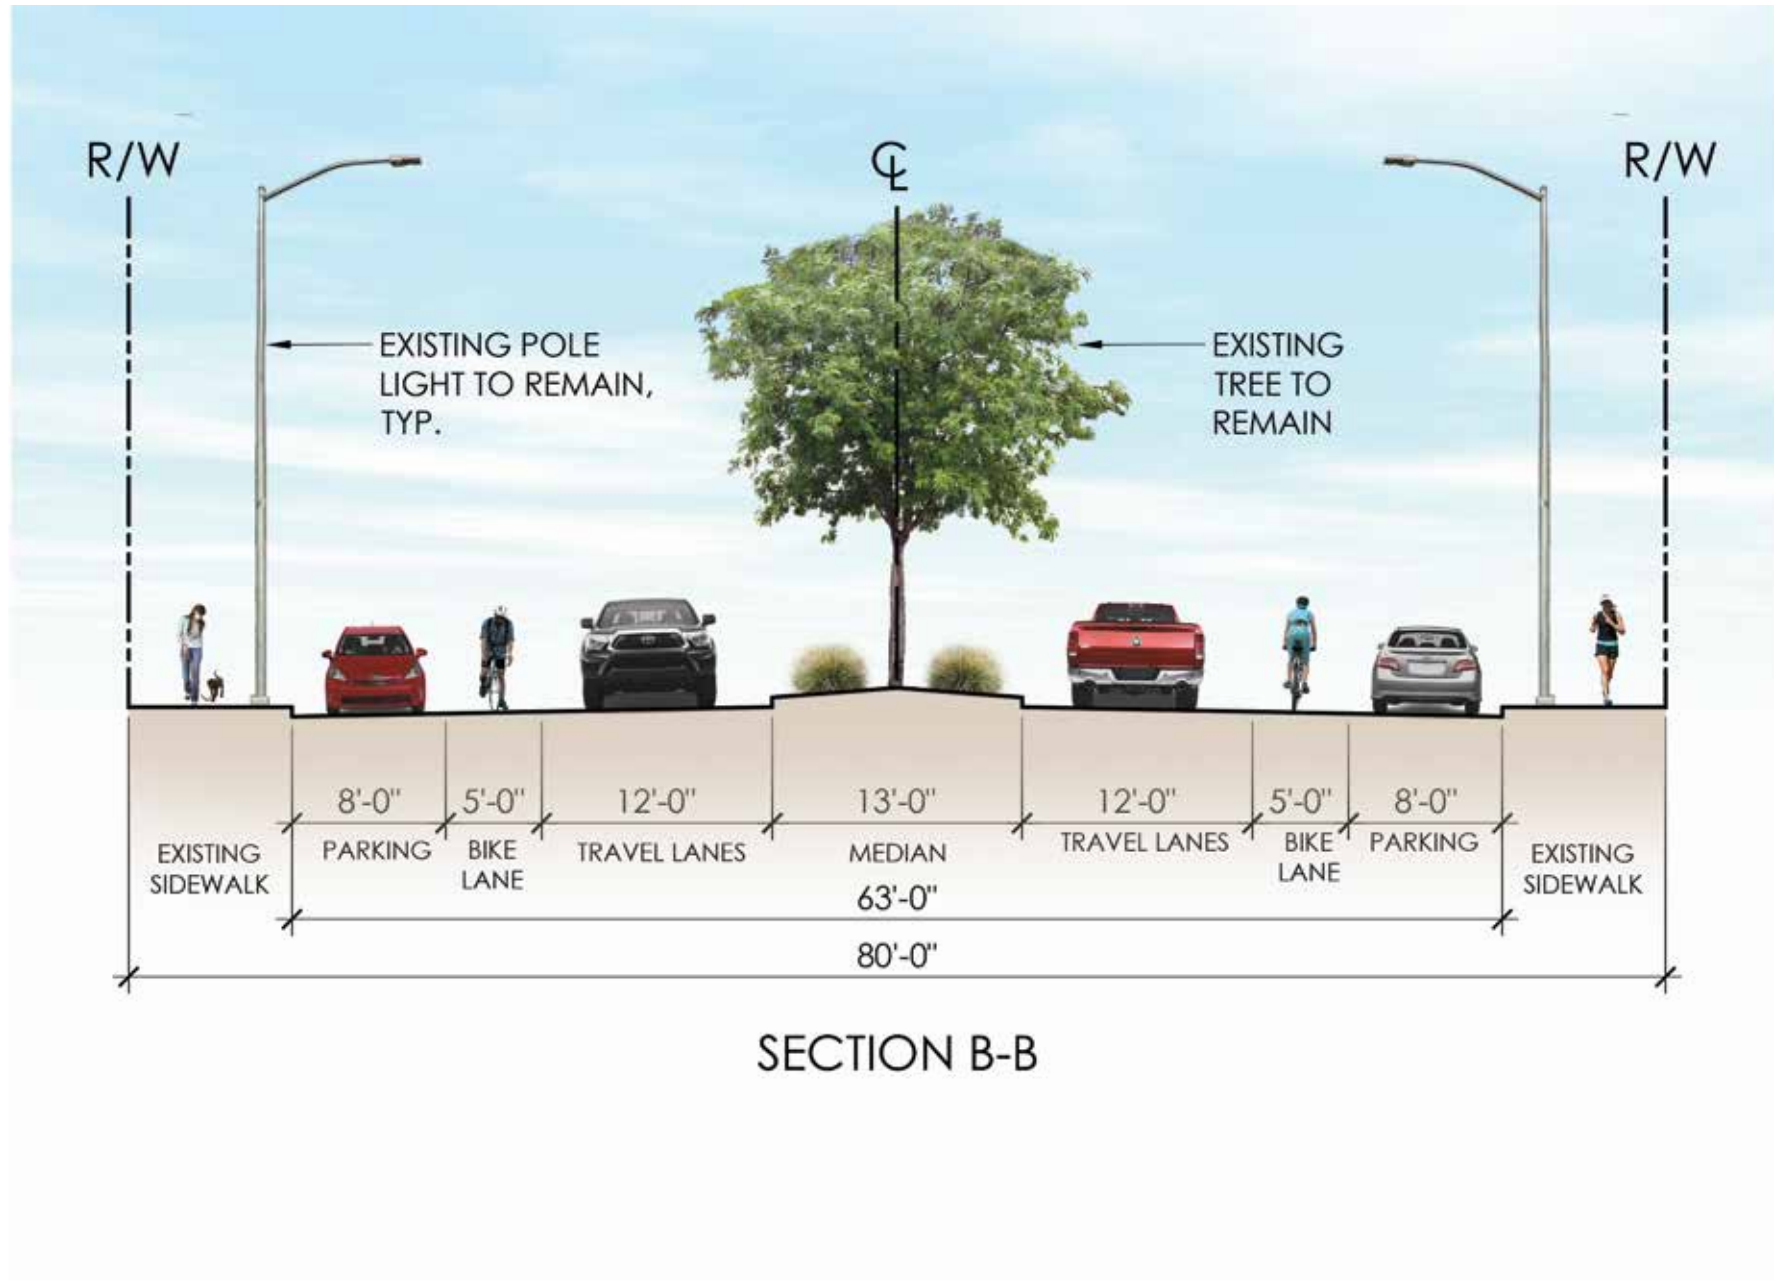 R/W
CL
R/W
EXISTING POLE
LIGHT TO REMAIN,
TYP.
EXISTING
TREE TO
REMAIN
8'-0"
5'-0"
12'-0"
13'-0"
12'-0"
5'-0"
8'-0"
EXISTING
SIDEWALK
PARKING
BIKE
LANE
TRAVEL LANES
MEDIAN
TRAVEL LANES
BIKE
LANE
PARKING
EXISTING
SIDEWALK
63'-0"
80'-0"
SECTION B-B